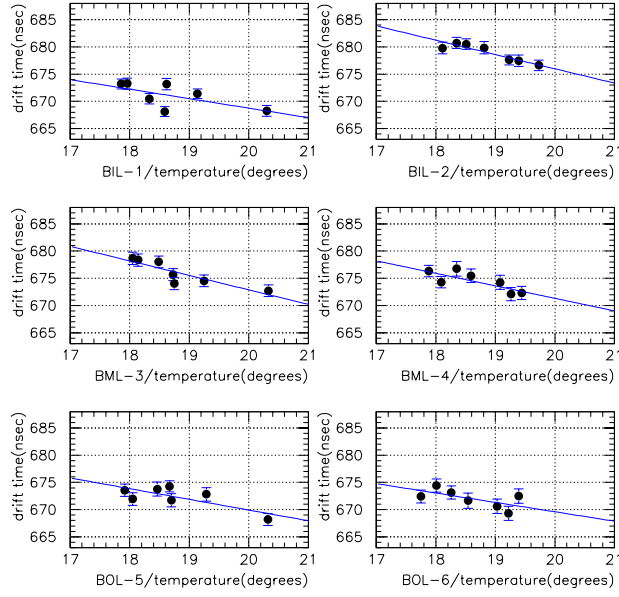 drift time(nsec)
685
680
675
670
665
17 18 19 20 21
BIL-1/temperature(degrees)
drift time(nsec)
685
680
675
670
665
17 18 19 20 21
BIL-2/temperature(degrees)
drift time(nsec)
685
680
675
670
665
17 18 19 20 21
BML-3/temperature(degrees)
drift time(nsec)
685
680
675
670
665
17 18 19 20 21
BML-4/temperature(degrees)
drift time(nsec)
685
680
675
670
665
17 18 19 20 21
BOL-5/temperature(degrees)
drift time(nsec)
685
680
675
670
665
17 18 19 20 21
BOL-6/temperature(degrees)